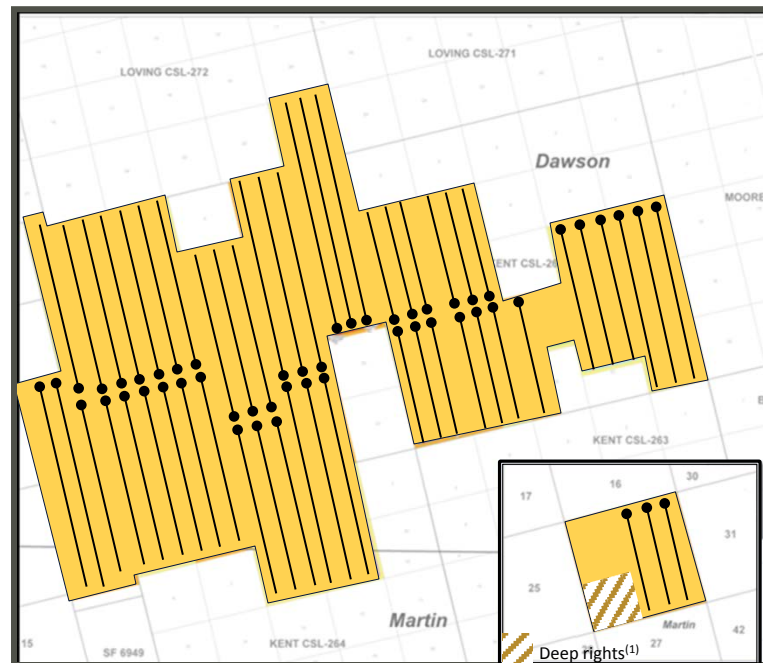 LOVING CSL-271
LOVING CSL-272
Dawson
MOORE
KENT CSL-26
KENT CSL-263
30
16
17
31
25
Martin
Martin
42
27
15
KENT CSL-264
SF 6949
Deep rights(1)